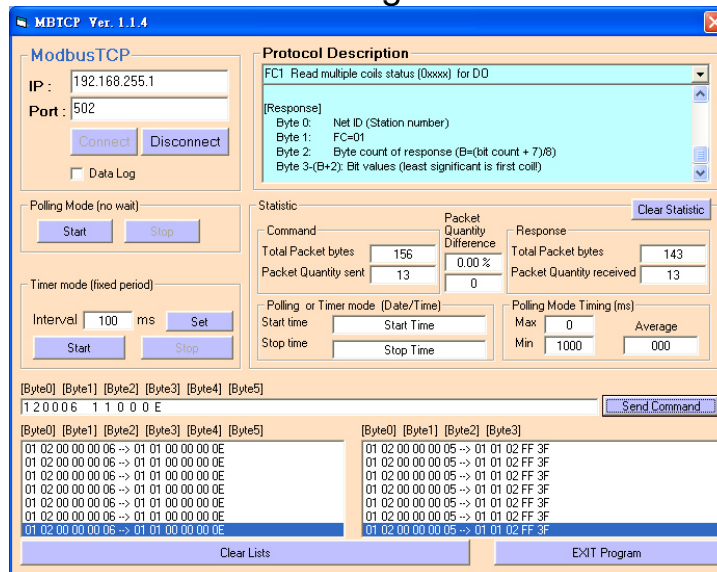 MBTCP Ver. 1.1.4
ModbusTCP
IP : 192.168.255.1
Port : 502
Connect Disconnect
Data Log
Protocol Description
FC1 Read multiple coils status (0xxxx) for DO
[Response]
Byte 0: Net ID (Station number)
Byte 1: FC=01
Byte 2: Byte count of response (B=(bit count + 7)/8)
Byte 3-(B+2): Bit values (least significant is first coil!)
Polling Mode (no wait)
Start Stop
Timer mode (fixed period)
Interval 100 ms Set
Start Stop
Statistic
Clear Statistic
Command
Total Packet bytes 156
Packet Quantity sent 13
Packet
Quantity
Difference
0.00 %
0
Response
Total Packet bytes 143
Packet Quantity received 13
Polling or Timer mode (Date/Time)
Start time Start Time
Stop time Stop Time
Polling Mode Timing (ms)
Max 0 Average
Min 1000 000
[Byte0] [Byte1] [Byte2] [Byte3] [Byte4] [Byte5]
1 2 0 0 0 6 1 1 0 0 0 E
Send Command
[Byte0] [Byte1] [Byte2] [Byte3] [Byte4] [Byte5]
01 02 00 00 00 06 --> 01 01 00 00 00 0E
01 02 00 00 00 06 --> 01 01 00 00 00 0E
01 02 00 00 00 06 --> 01 01 00 00 00 0E
01 02 00 00 00 06 --> 01 01 00 00 00 0E
01 02 00 00 00 06 --> 01 01 00 00 00 0E
01 02 00 00 00 06 --> 01 01 00 00 00 0E
01 02 00 00 00 06 --> 01 01 00 00 00 0E
[Byte0] [Byte1] [Byte2] [Byte3]
01 02 00 00 00 05 --> 01 01 02 FF 3F
01 02 00 00 00 05 --> 01 01 02 FF 3F
01 02 00 00 00 05 --> 01 01 02 FF 3F
01 02 00 00 00 05 --> 01 01 02 FF 3F
01 02 00 00 00 05 --> 01 01 02 FF 3F
01 02 00 00 00 05 --> 01 01 02 FF 3F
01 02 00 00 00 05 --> 01 01 02 FF 3F
Clear Lists
EXIT Program